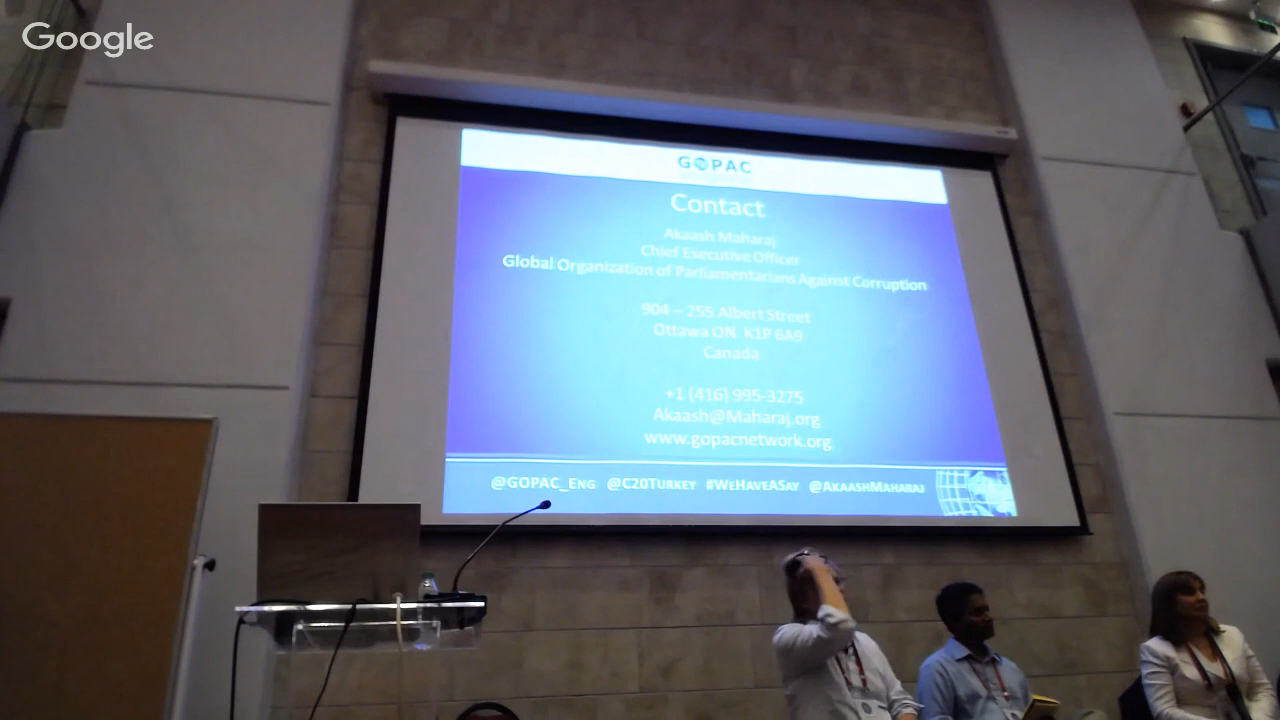 Google
GOPAC
Contact
Akaash Maharaj
Chief Executive Officer
Global Organization of Parliamentarians Against Corruption
904 – 255 Albert Street
Ottawa ON K1P 6A9
Canada
+1 (416) 995-3275
Akaash@Maharaj.org
www.gopacnetwork.org
@GOPAC_Eng @C20Turkey #WeHaveASay @AkaashMaharaj